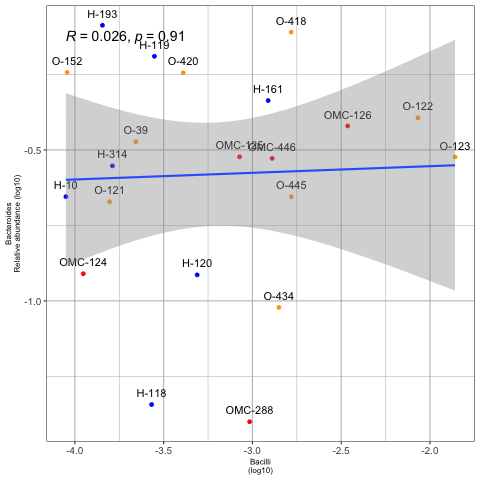 H-193
O-418
R = 0.026, p = 0.91
H-119
O-152
O-420
H-161
O-122
OMC-126
O-39
OMC-446
O-123
H-314
H-10
O-121
O-445
OMC-124
H-120
O-434
H-118
OMC-288
-0.5
-1.0
Bacteroides
Relative abundance (log10)
-4.0
-3.5
-3.0
-2.5
-2.0
Bacilli
(log10)